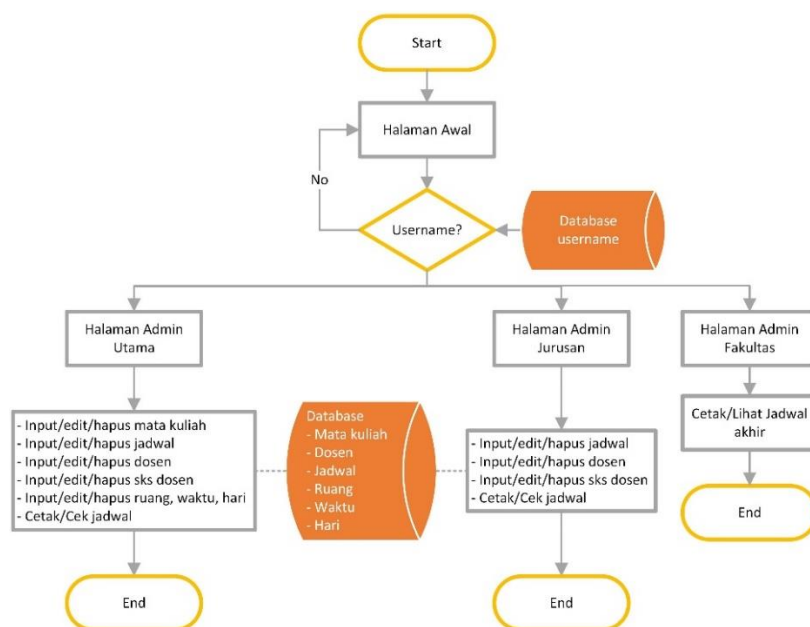 Start
Halaman Awal
No
Username?
Database
username
Halaman Admin
Utama
Halaman Admin
Jurusan
Halaman Admin
Fakultas
- Input/edit/hapus mata kuliah
- Input/edit/hapus jadwal
- Input/edit/hapus dosen
- Input/edit/hapus sks dosen
- Input/edit/hapus ruang, waktu, hari
- Cetak/Cek jadwal
Database
- Mata kuliah
- Dosen
- Jadwal
- Ruang
- Waktu
- Hari
- Input/edit/hapus jadwal
- Input/edit/hapus dosen
- Input/edit/hapus sks dosen
- Cetak/Cek jadwal
Cetak/Lihat Jadwal
akhir
End
End
End